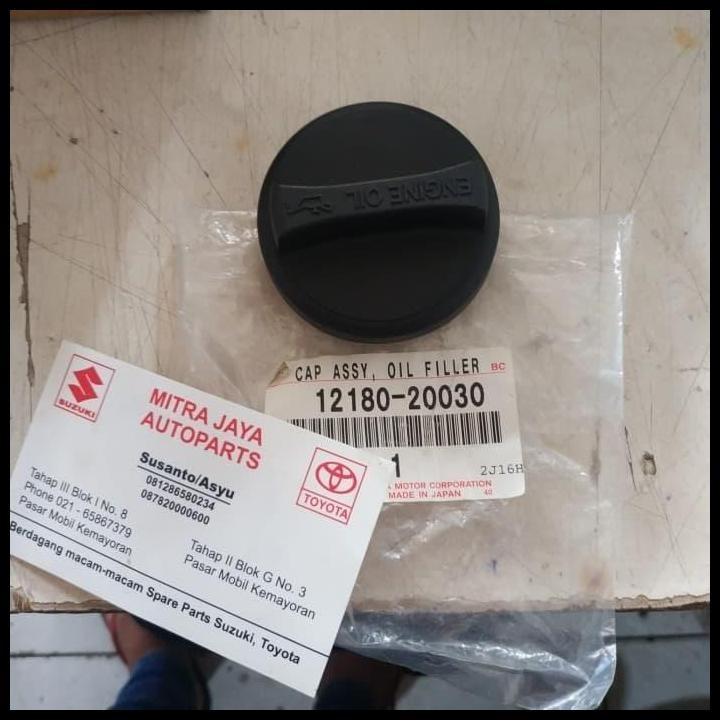 ENGINE OIL
CAP ASSY, OIL FILLER BC
12180-20030
1
2J16H
MOTOR CORPORATION
MADE IN JAPAN 40
SUZUKI
MITRA JAYA
AUTOPARTS
Susanto/Asyu
081286580234
087820000600
TOYOTA
Tahap III Blok I No. 8
Phone 021 - 65867379
Pasar Mobil Kemayoran
Tahap II Blok G No. 3
Pasar Mobil Kemayoran
Berdagang macam-macam Spare Parts Suzuki, Toyota